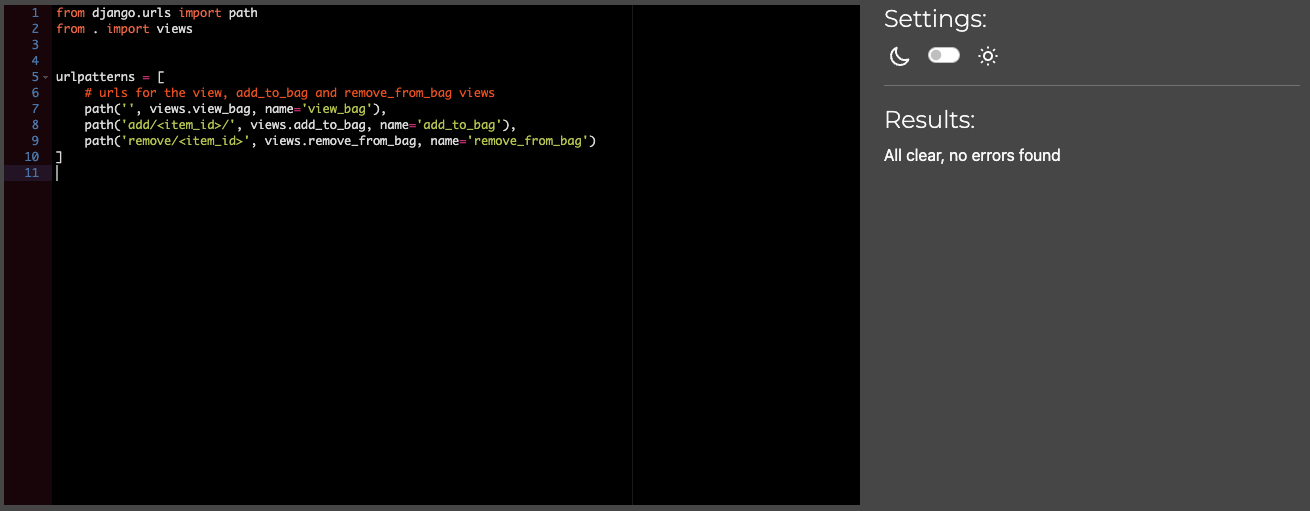 1 from django.urls import path
2 from . import views
3
4
5 urlpatterns = [
6     # urls for the view, add_to_bag and remove_from_bag views
7     path('', views.view_bag, name='view_bag'),
8     path('add/<item_id>/', views.add_to_bag, name='add_to_bag'),
9     path('remove/<item_id>', views.remove_from_bag, name='remove_from_bag')
10 ]
11
Settings:
Results:
All clear, no errors found